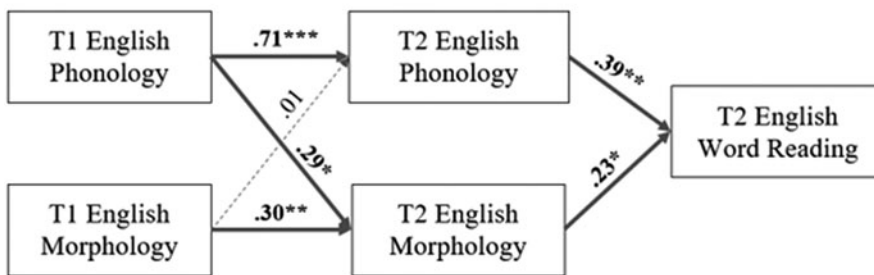 T1 English
Phonology
.71***
T2 English
Phonology
.39**
.01
T2 English
Word Reading
.29*
.23*
T1 English
Morphology
.30**
T2 English
Morphology